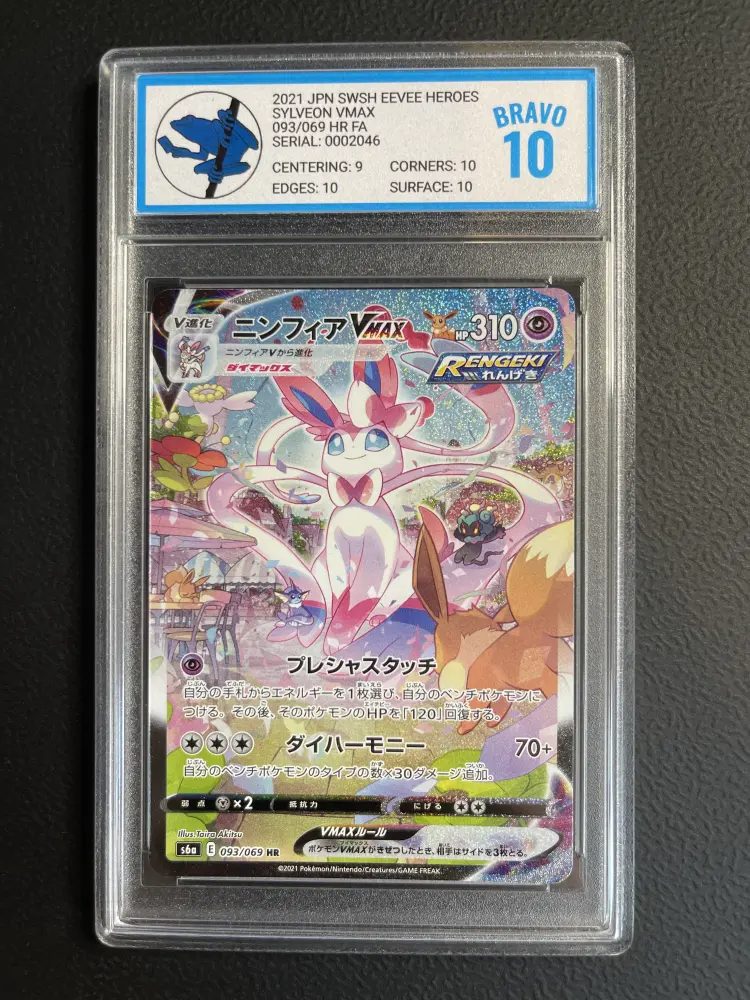 2021 JPN SWSH EEVEE HEROES
SYLVEON VMAX
093/069 HR FA
SERIAL: 0002046
CENTERING: 9 CORNERS: 10
EDGES: 10 SURFACE: 10
BRAVO
10
V進化
ニンフィアVMAX
HP310
ニンフィアVから進化
ダイマックス
RENGEKI
れんげき
プレシャスタッチ
自分の手札からエネルギーを1枚選び、自分のベンチポケモンに
つける。その後、そのポケモンのHPを「120」回復する。
ダイハーモニー 70+
自分のベンチポケモンのタイプの数×30ダメージ追加。
弱点 ×2 抵抗力 にげる
Illus.Taira Akitsu
VMAXルール
ポケモンVMAXがきぜつしたとき、相手はサイドを3枚とる。
s6a E 093/069 HR
©2021 Pokémon/Nintendo/Creatures/GAME FREAK.